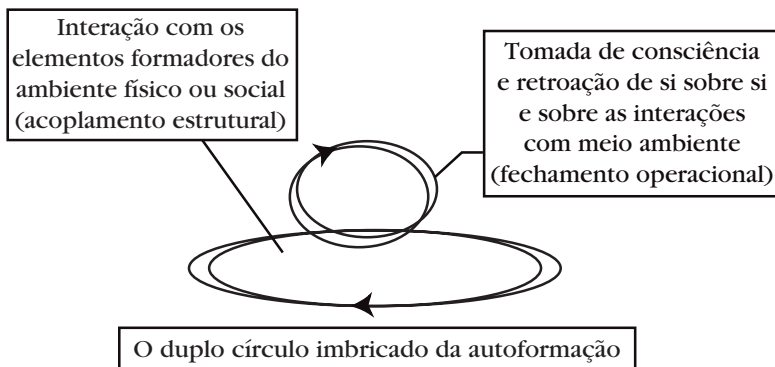 Interação com os
elementos formadores do
ambiente físico ou social
(acoplamento estrutural)
Tomada de consciência
e retroação de si sobre si
e sobre as interações
com meio ambiente
(fechamento operacional)
O duplo círculo imbricado da autoformação